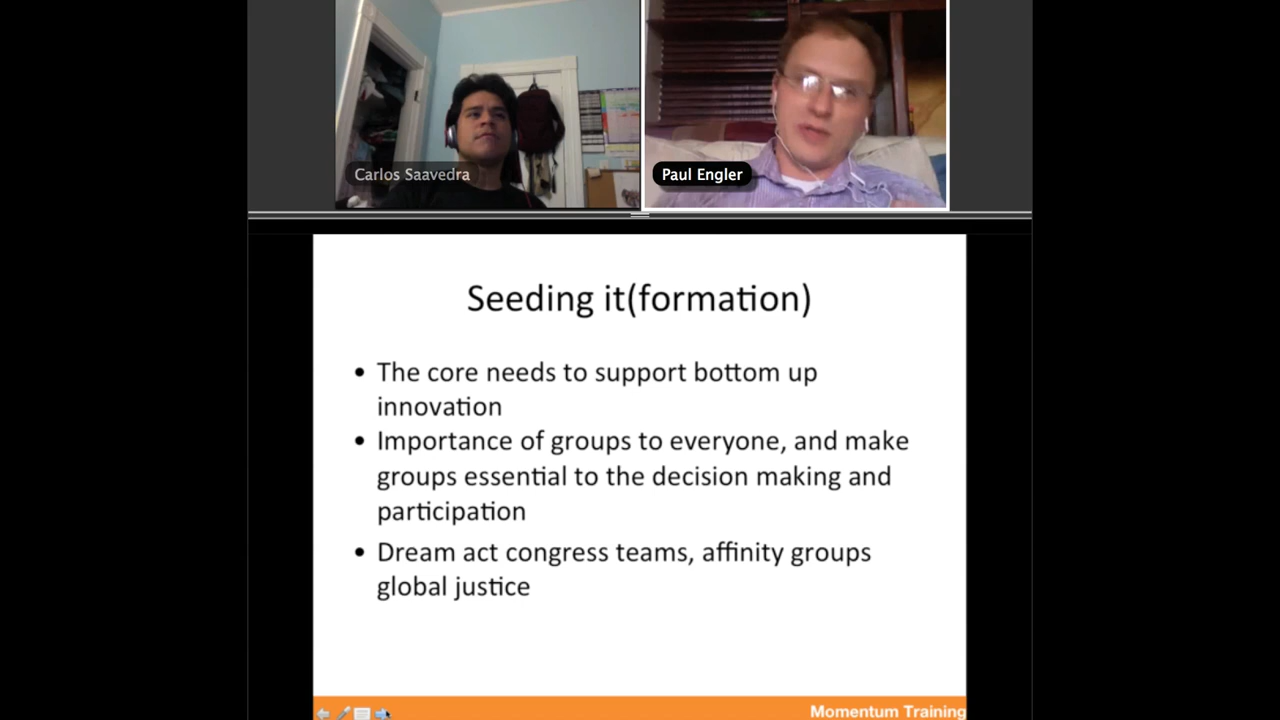 Carlos Saavedra
Paul Engler
Seeding it(formation)
• The core needs to support bottom up
innovation
• Importance of groups to everyone, and make
groups essential to the decision making and
participation
• Dream act congress teams, affinity groups
global justice
Momentum Training